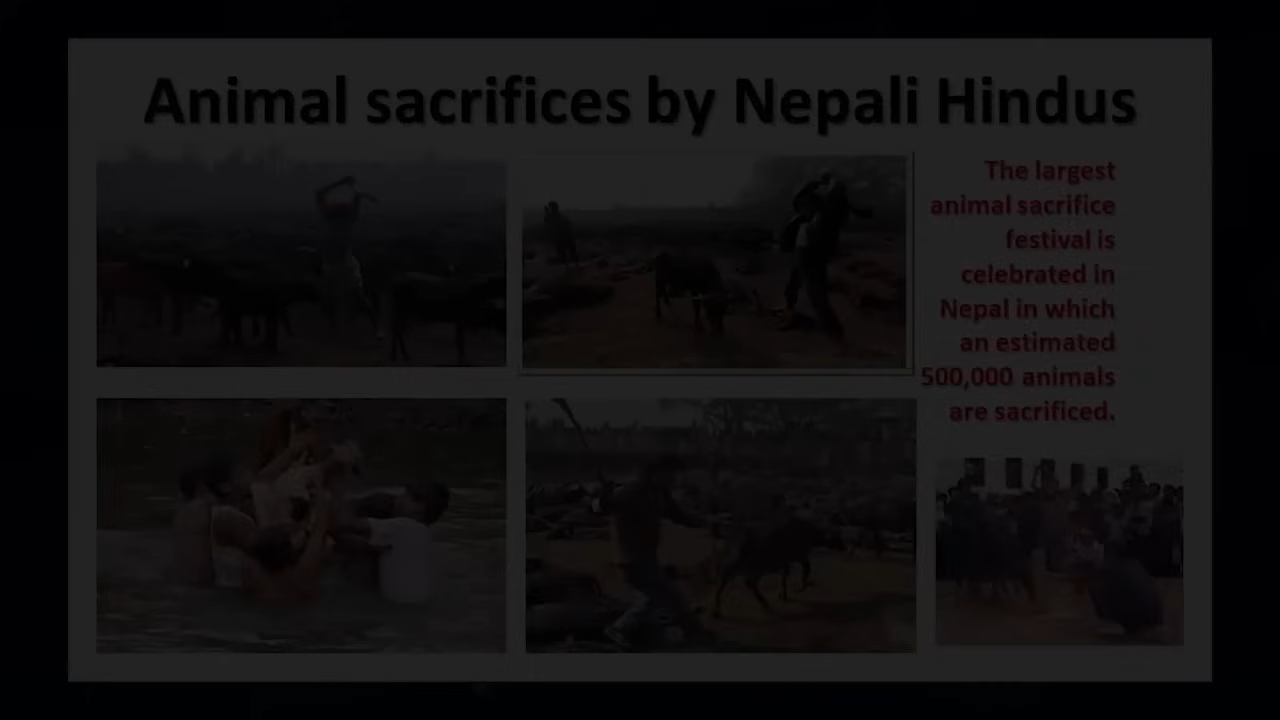 Animal sacrifices by Nepali Hindus
The largest
animal sacrifice
festival is
celebrated in
Nepal in which
an estimated
500,000 animals
are sacrificed.